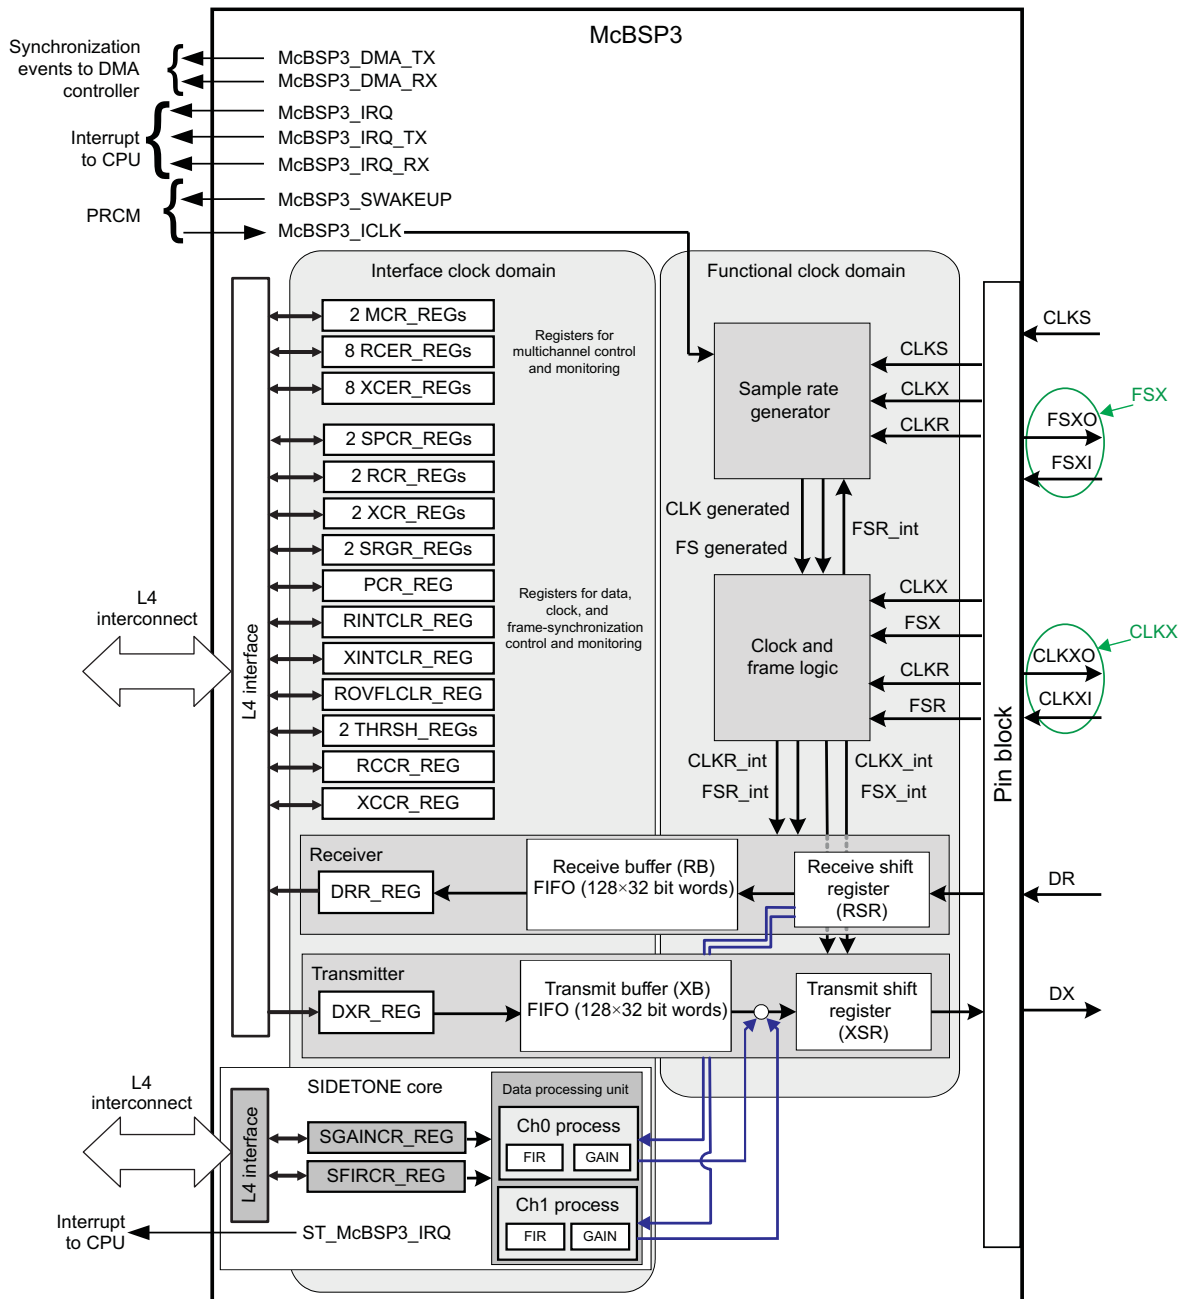 McBSP3
Synchronization
events to DMA
controller
McBSP3_DMA_TX
McBSP3_DMA_RX
Interrupt
to CPU
McBSP3_IRQ
McBSP3_IRQ_TX
McBSP3_IRQ_RX
PRCM
McBSP3_SWAKEUP
McBSP3_ICLK
Interface clock domain
Functional clock domain
2 MCR_REGs
8 RCER_REGs
8 XCER_REGs
Registers for
multichannel control
and monitoring
2 SPCR_REGs
2 RCR_REGs
2 XCR_REGs
2 SRGR_REGs
PCR_REG
RINTCLR_REG
XINTCLR_REG
ROVFLCLR_REG
2 THRSH_REGs
RCCR_REG
XCCR_REG
Registers for data,
clock, and
frame-synchronization
control and monitoring
L4
interconnect
L4 interface
Sample rate
generator
CLKS
CLKX
CLKR
CLK generated
FS generated
FSR_int
Clock and
frame logic
CLKX
FSX
CLKR
FSR
CLKR_int
FSR_int
CLKX_int
FSX_int
Pin block
CLKS
FSX
FSXO
FSXI
CLKX
CLKXO
CLKXI
DR
DX
Receiver
DRR_REG
Receive buffer (RB)
FIFO (128×32 bit words)
Receive shift
register
(RSR)
Transmitter
DXR_REG
Transmit buffer (XB)
FIFO (128×32 bit words)
Transmit shift
register
(XSR)
L4
interconnect
L4 interface
SIDETONE core
SGAINCR_REG
SFIRCR_REG
Data processing unit
Ch0 process
FIR
GAIN
Ch1 process
FIR
GAIN
Interrupt
to CPU
ST_McBSP3_IRQ